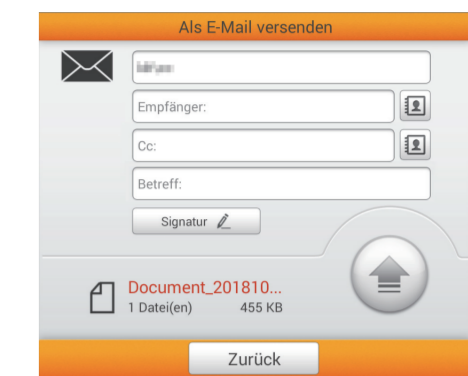 Als E-Mail versenden
Empfänger:
Cc:
Betreff:
Signatur
Document_201810...
1 Datei(en) 455 KB
Zurück